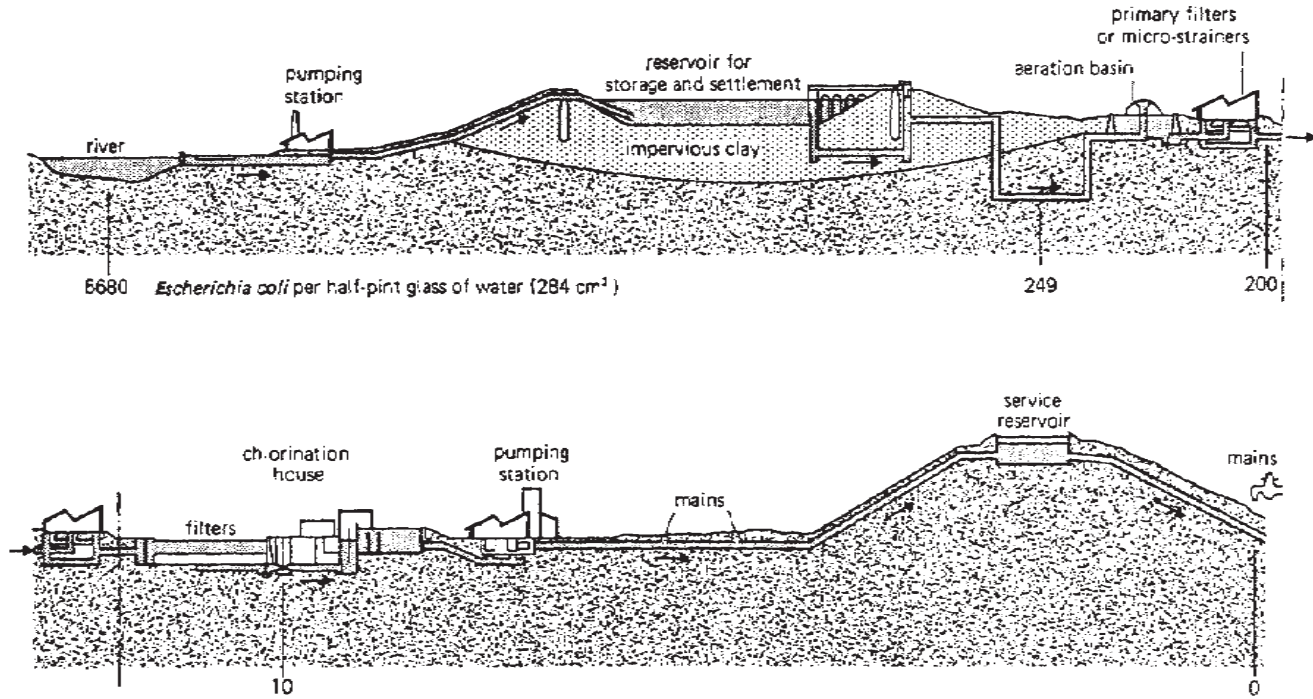 primary filters
or micro-strainers
aeration basin
reservoir for
storage and settlement
pumping
station
river
impervious clay
6680 Escherichia coli per half-pint glass of water (284 cm³)
249
200
service
reservoir
chlorination
house
pumping
station
mains
mains
filters
10
0